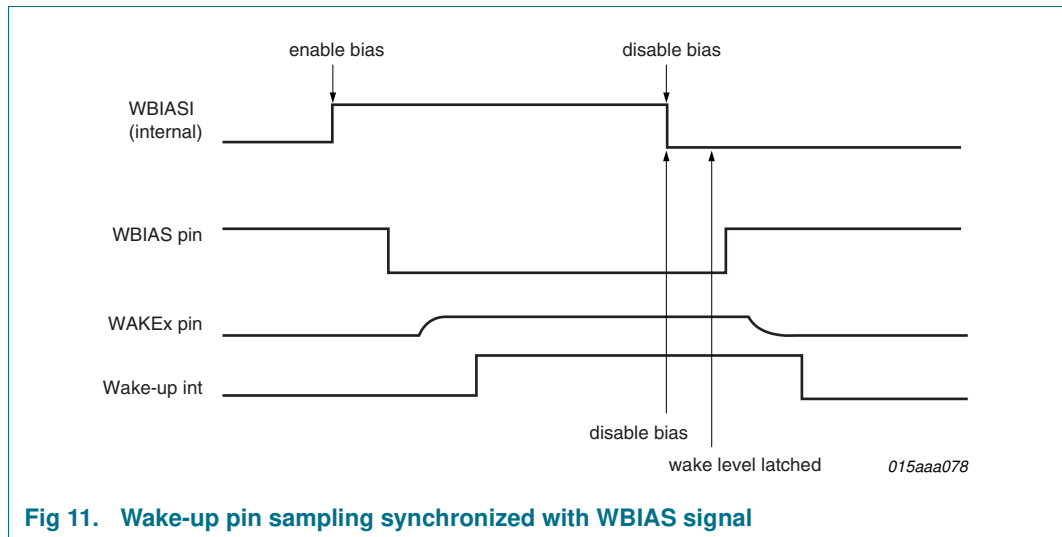 enable bias
disable bias
WBIASI
(internal)
WBIAS pin
WAKEx pin
Wake-up int
disable bias
wake level latched
015aaa078
Fig 11. Wake-up pin sampling synchronized with WBIAS signal